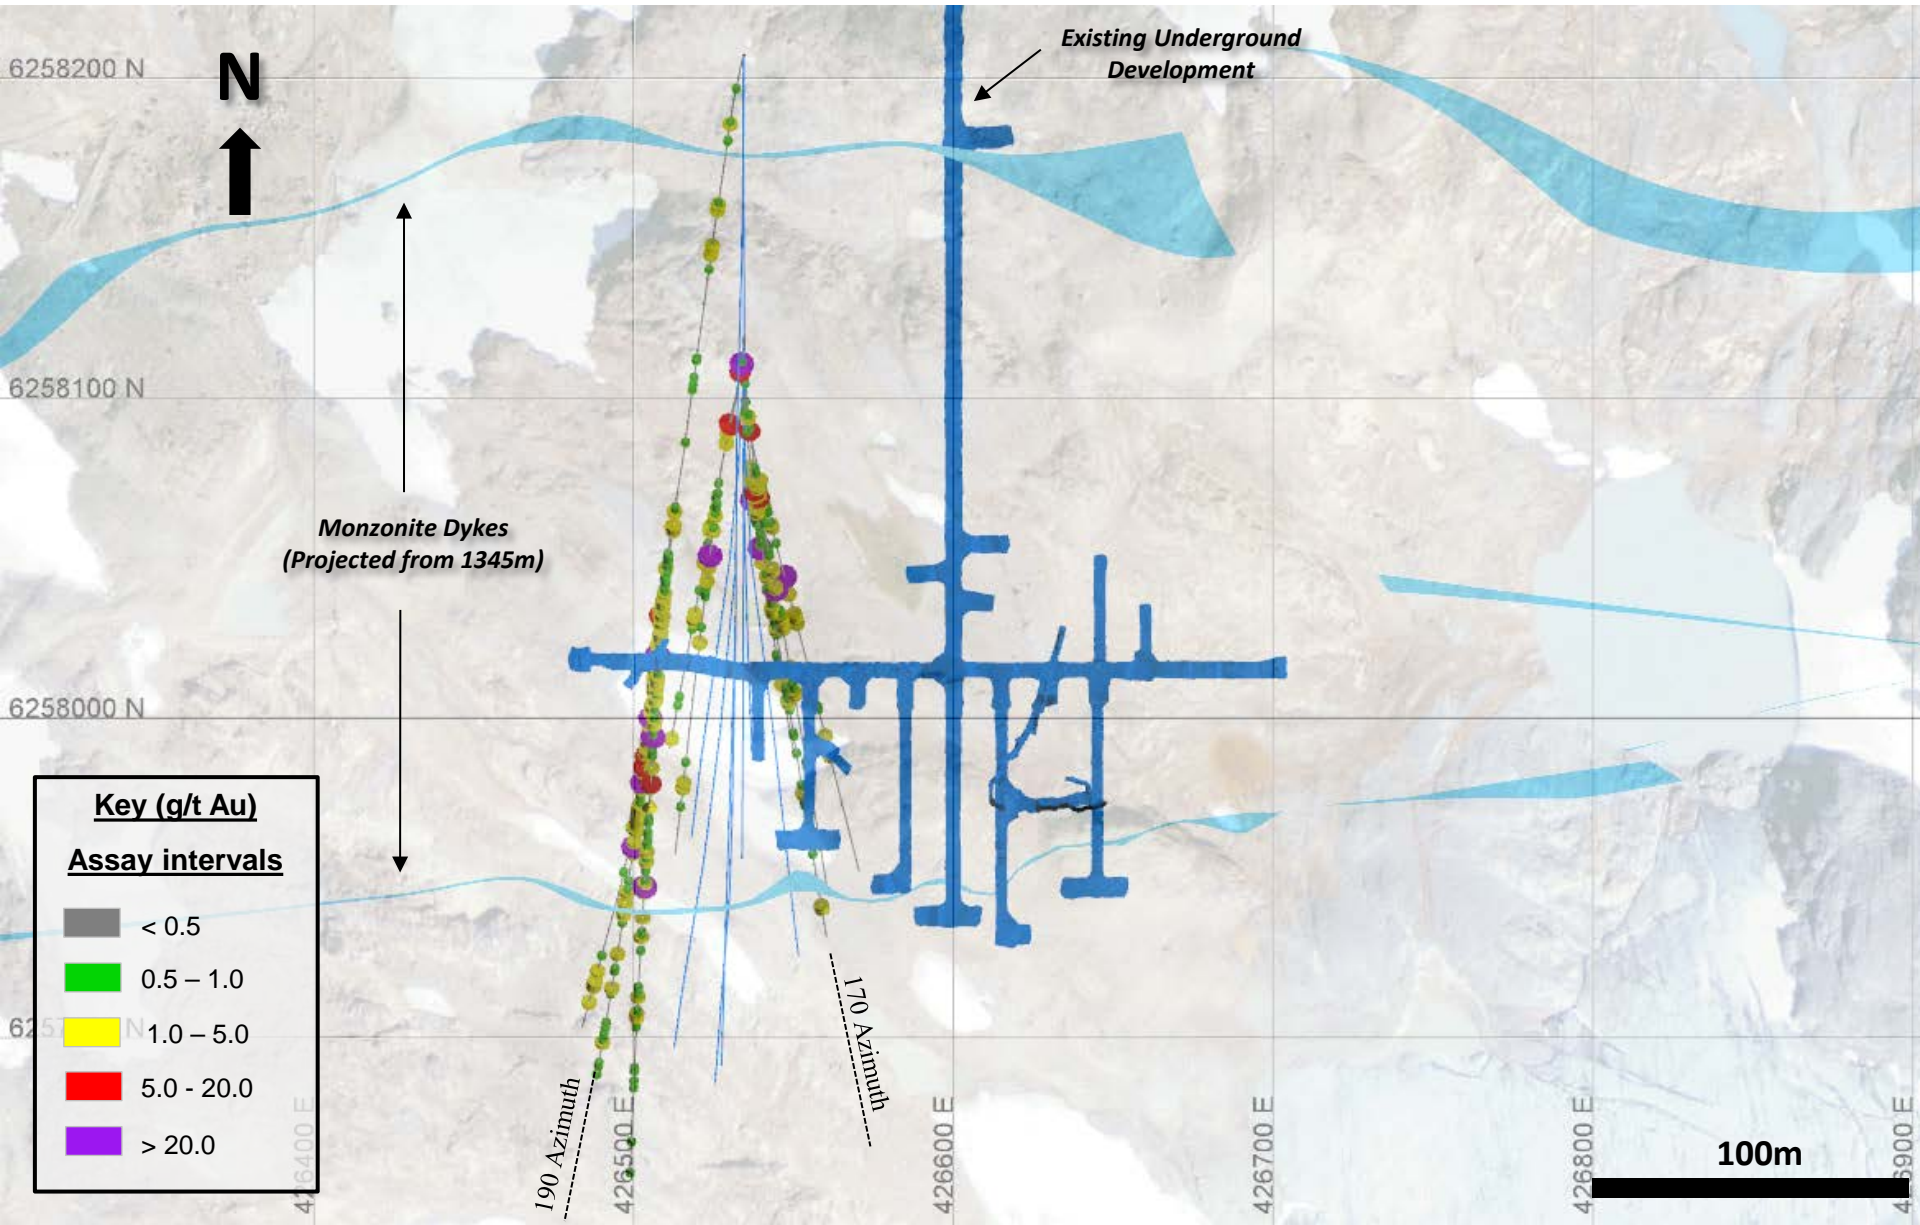 Existing Underground
Development
6258200 N
N
6258100 N
Monzonite Dykes
(Projected from 1345m)
6258000 N
Key (g/t Au)
Assay intervals
< 0.5
0.5 – 1.0
1.0 – 5.0
5.0 - 20.0
> 20.0
N
190 Azimuth
170 Azimuth
426400 E
426500 E
426600 E
426700 E
426800 E
426900 E
100m